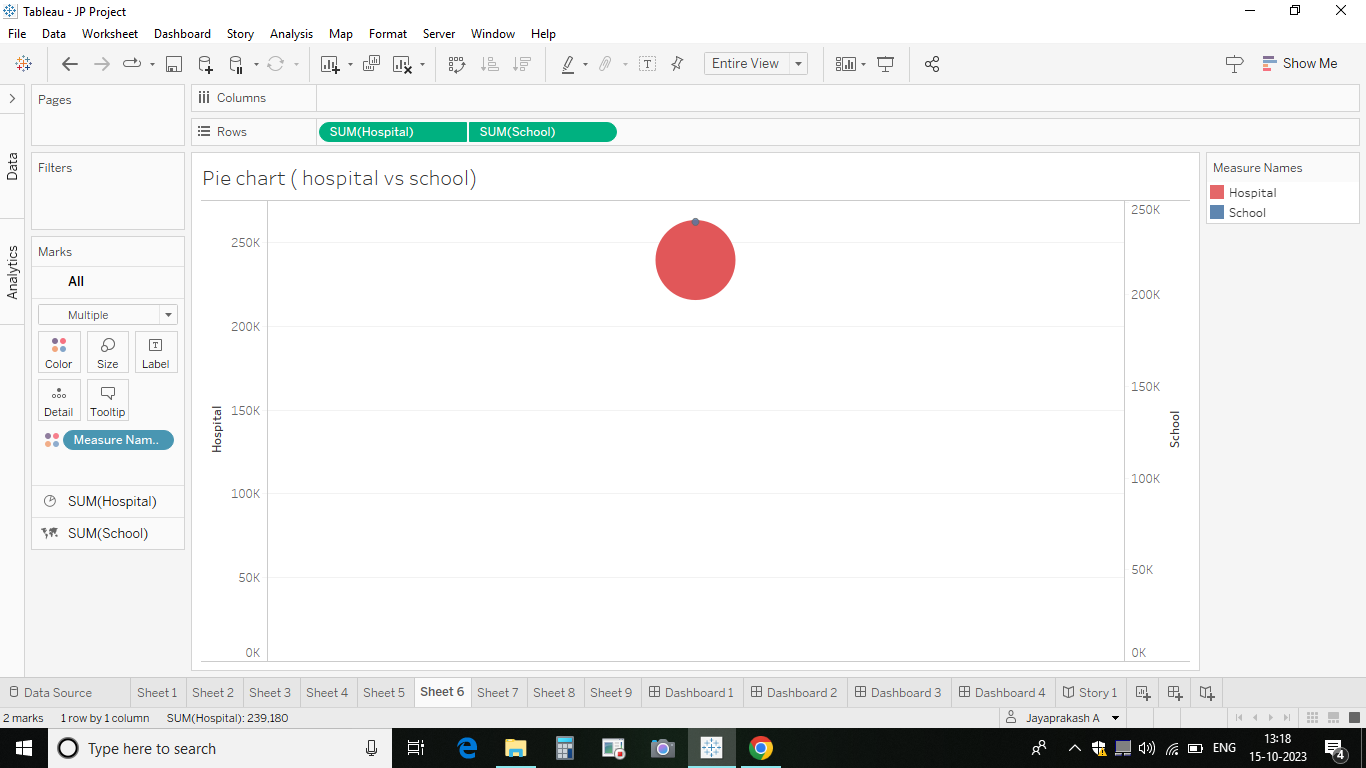 Tableau - JP Project
File Data Worksheet Dashboard Story Analysis Map Format Server Window Help
Entire View
Show Me
Pages
Columns
Rows SUM(Hospital) SUM(School)
Data
Analytics
Filters
Marks
All
Multiple
Color Size Label
Detail Tooltip
Measure Nam..
SUM(Hospital)
SUM(School)
Pie chart ( hospital vs school)
Hospital
250K
200K
150K
100K
50K
0K
250K
200K
150K
100K
50K
0K
School
Measure Names
Hospital
School
Data Source Sheet 1 Sheet 2 Sheet 3 Sheet 4 Sheet 5 Sheet 6 Sheet 7 Sheet 8 Sheet 9 Dashboard 1 Dashboard 2 Dashboard 3 Dashboard 4 Story 1
2 marks 1 row by 1 column SUM(Hospital): 239,180 Jayaprakash A
Type here to search
ENG
13:18
15-10-2023
4